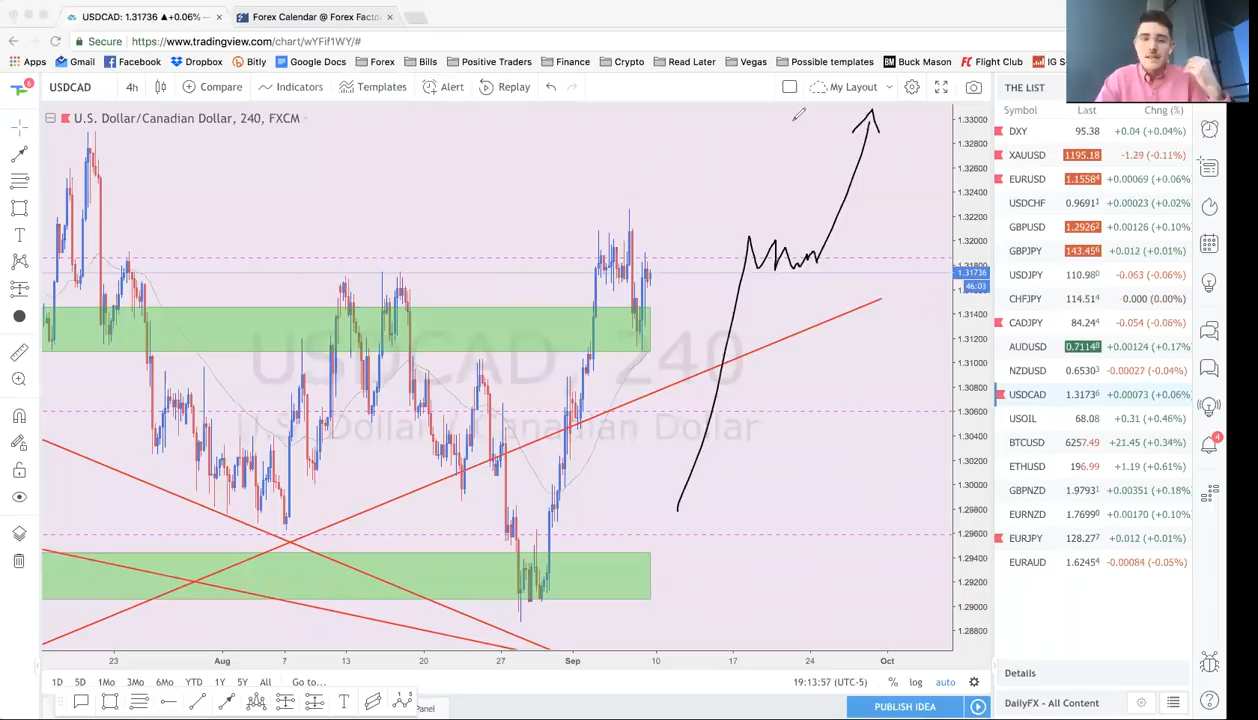 USDCAD: 1.31736 ▲+0.06% ×
Forex Calendar @ Forex Facto ×
Secure https://www.tradingview.com/chart/wYFif1WY/#
Apps Gmail Facebook Dropbox Bitly Google Docs Forex Bills Positive Traders Finance Crypto Read Later Vegas Possible templates BM Buck Mason FC Flight Club IG S
6 USDCAD 4h Compare Indicators Templates Alert Replay My Layout
THE LIST
U.S. Dollar/Canadian Dollar, 240, FXCM
Symbol Last Chng (%)
DXY 95.38 +0.04 (+0.04%)
XAUUSD 1195.18 -1.29 (-0.11%)
EURUSD 1.15584 +0.00069 (+0.06%
USDCHF 0.96911 +0.00023 (+0.02%
GBPUSD 1.29262 +0.00126 (+0.10%
GBPJPY 143.456 +0.012 (+0.01%)
USDJPY 110.980 -0.063 (-0.06%)
CHFJPY 114.514 -0.000 (0.00%)
CADJPY 84.244 -0.054 (-0.06%)
AUDUSD 0.71148 +0.00124 (+0.17%
NZDUSD 0.65303 -0.00027 (-0.04%)
USDCAD 1.31736 +0.00073 (+0.06%
USOIL 68.08 +0.31 (+0.46%)
BTCUSD 6257.49 +21.45 (+0.34%)
ETHUSD 196.99 +1.19 (+0.61%)
GBPNZD 1.97931 +0.00351 (+0.18%
EURNZD 1.76990 +0.00170 (+0.10%
EURJPY 128.277 +0.012 (+0.01%)
EURAUD 1.62454 -0.00084 (-0.05%)
4
1.33000
1.32800
1.32600
1.32400
1.32200
1.32000
1.31736
46:03
1.31400
1.31200
1.31000
1.30800
1.30600
1.30400
1.30200
1.30000
1.29800
1.29600
1.29400
1.29200
1.29000
1.28800
USDCAD, 240
U.S. Dollar / Canadian Dollar
23 Aug 7 13 20 27 Sep 10 17 24 Oct
1D 5D 1Mo 3Mo 6Mo YTD 1Y 5Y All Go to... 19:13:57 (UTC-5) % log auto
Details
Panel
PUBLISH IDEA
DailyFX - All Content